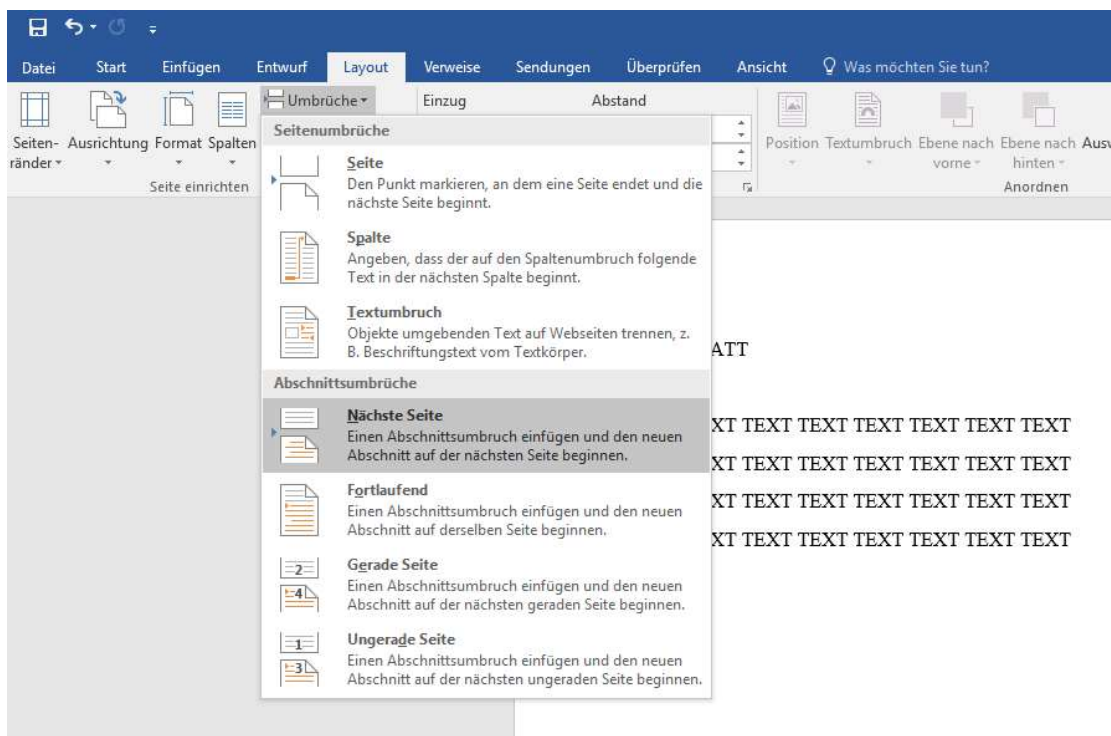 Datei Start Einfügen Entwurf Layout Verweise Sendungen Überprüfen Ansicht Was möchten Sie tun?
Umbrüche Einzug Abstand
Seiten-
ränder
Ausrichtung Format Spalten
Position Textumbruch Ebene nach
vorne
Ebene nach
hinten
Seite einrichten
Anordnen
Seitenumbrüche
Seite
Den Punkt markieren, an dem eine Seite endet und die
nächste Seite beginnt.
Spalte
Angeben, dass der auf den Spaltenumbruch folgende
Text in der nächsten Spalte beginnt.
Textumbruch
Objekte umgebenden Text auf Webseiten trennen, z.
B. Beschriftungstext vom Textkörper.
Abschnittsumbrüche
Nächste Seite
Einen Abschnittsumbruch einfügen und den neuen
Abschnitt auf der nächsten Seite beginnen.
Fortlaufend
Einen Abschnittsumbruch einfügen und den neuen
Abschnitt auf derselben Seite beginnen.
2
4
Gerade Seite
Einen Abschnittsumbruch einfügen und den neuen
Abschnitt auf der nächsten geraden Seite beginnen.
1
3
Ungerade Seite
Einen Abschnittsumbruch einfügen und den neuen
Abschnitt auf der nächsten ungeraden Seite beginnen.
ATT
XT TEXT TEXT TEXT TEXT TEXT TEXT
XT TEXT TEXT TEXT TEXT TEXT TEXT
XT TEXT TEXT TEXT TEXT TEXT TEXT
XT TEXT TEXT TEXT TEXT TEXT TEXT